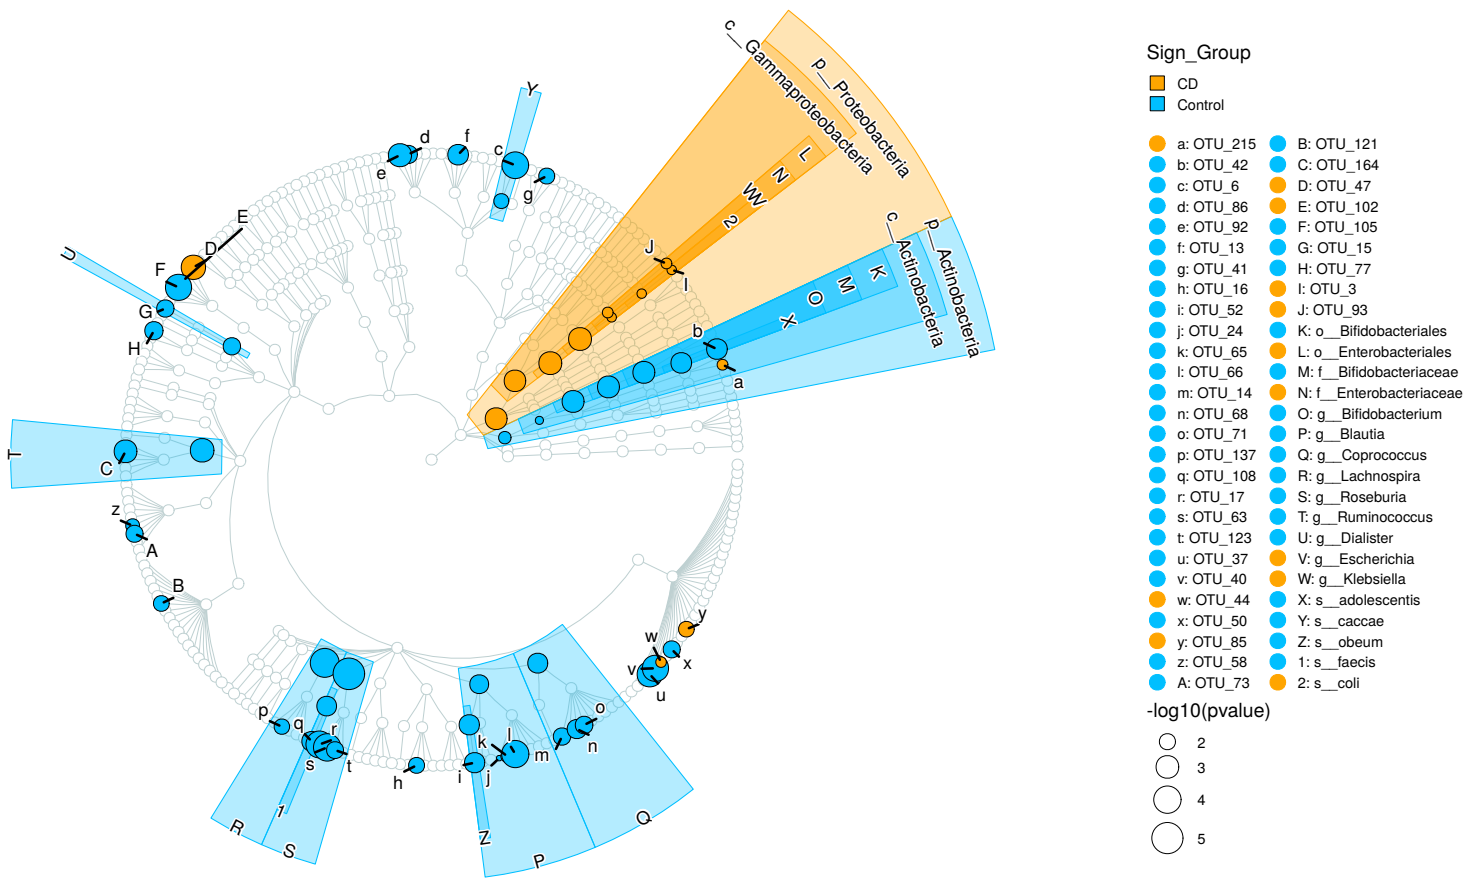 Sign_Group
CD
Control
a: OTU_215
b: OTU_42
c: OTU_6
d: OTU_86
e: OTU_92
f: OTU_13
g: OTU_41
h: OTU_16
i: OTU_52
j: OTU_24
k: OTU_65
l: OTU_66
m: OTU_14
n: OTU_68
o: OTU_71
p: OTU_137
q: OTU_108
r: OTU_17
s: OTU_63
t: OTU_123
u: OTU_37
v: OTU_40
w: OTU_44
x: OTU_50
y: OTU_85
z: OTU_58
A: OTU_73
B: OTU_121
C: OTU_164
D: OTU_47
E: OTU_102
F: OTU_105
G: OTU_15
H: OTU_77
I: OTU_3
J: OTU_93
K: o__Bifidobacteriales
L: o__Enterobacteriales
M: f__Bifidobacteriaceae
N: f__Enterobacteriaceae
O: g__Bifidobacterium
P: g__Blautia
Q: g__Coprococcus
R: g__Lachnospira
S: g__Roseburia
T: g__Ruminococcus
U: g__Dialister
V: g__Escherichia
W: g__Klebsiella
X: s__adolescentis
Y: s__caccae
Z: s__obeum
1: s__faecis
2: s__coli
-log10(pvalue)
2
3
4
5
c__Gammaproteobacteria
p__Proteobacteria
c__Actinobacteria
p__Actinobacteria
L
N
W
V
2
K
M
O
X
J
I
b
a
Y
c
g
f
d
e
E
D
F
U
G
H
T
C
z
A
B
p
q
r
s
t
1
R
S
h
i
j
k
l
m
n
o
Z
P
Q
u
v
w
x
y